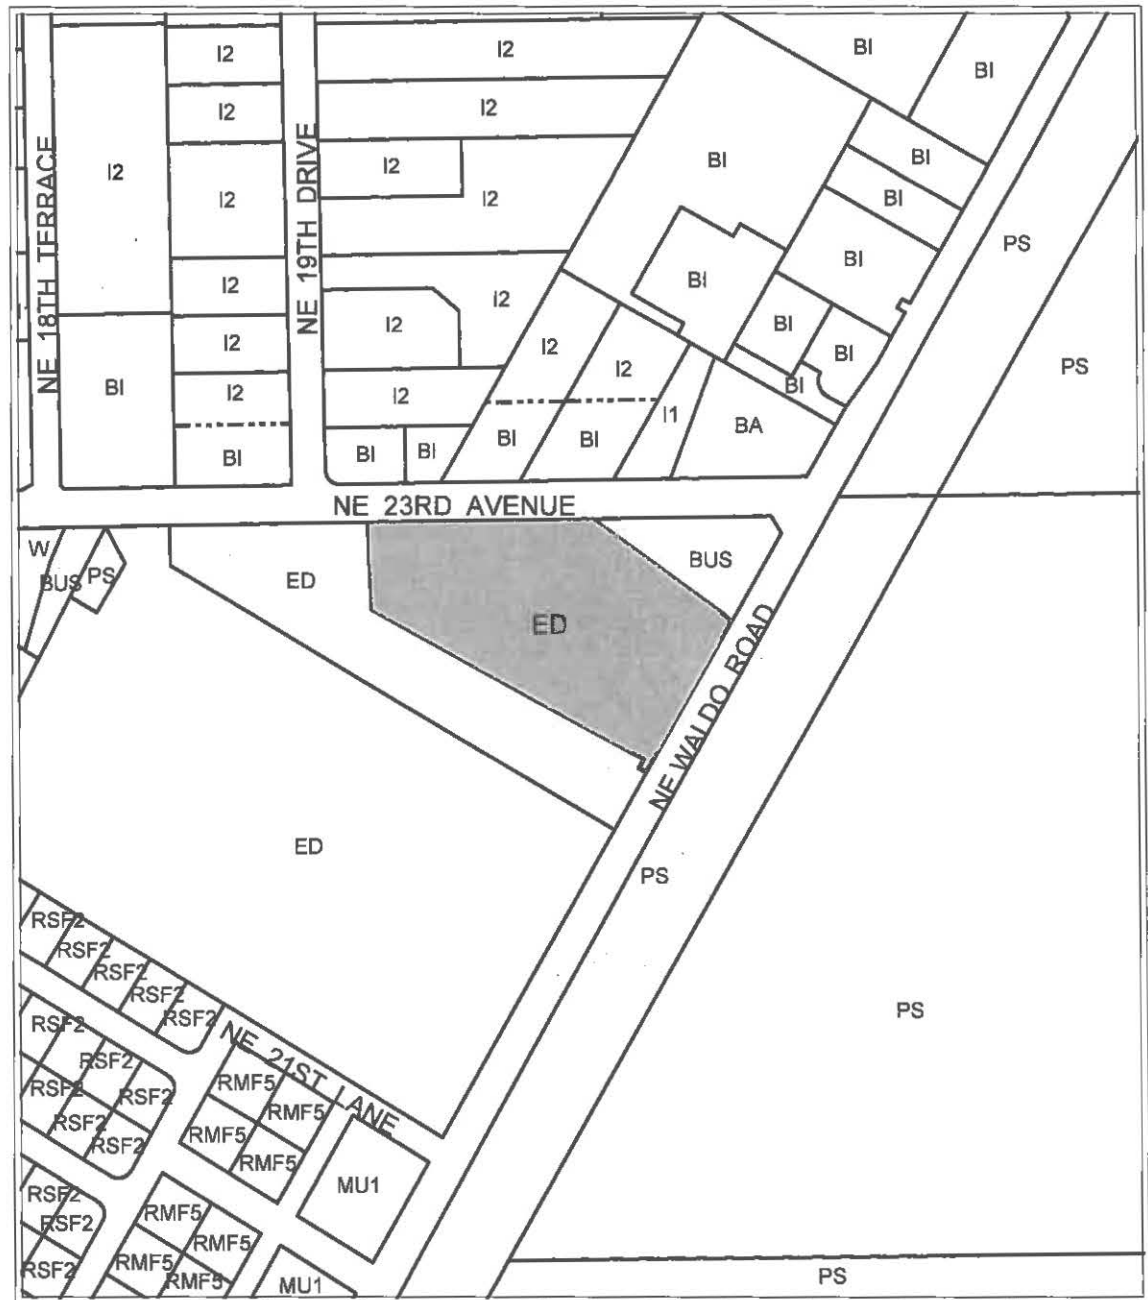 I2
I2
BI
BI
I2
I2
NE 18TH TERRACE
I2
I2
NE 19TH DRIVE
I2
I2
BI
BI
BI
PS
BI
BI
I2
I2
I2
BI
BI
PS
BI
I2
I2
I2
BI
BI
I2
I2
I1
BA
BI
BI
BI
BI
BI
NE 23RD AVENUE
W
BUS
PS
ED
ED
BUS
NE WALDO ROAD
ED
PS
PS
RSF2
RSF2
RSF2
RSF2
RSF2
NE 21ST LANE
RSF2
RSF2
RSF2
RSF2
RSF2
RSF2
RMF5
RMF5
RMF5
RMF5
MU1
RSF2
RSF2
RSF2
RMF5
RMF5
RMF5
RMF5
MU1
PS